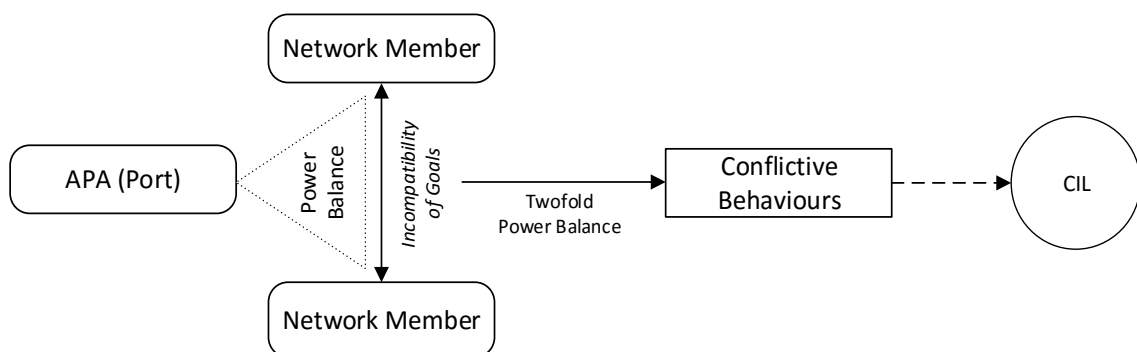 Network Member
APA (Port)
Power
Balance
Incompatibility
of Goals
Network Member
Twofold
Power Balance
Conflictive
Behaviours
CIL